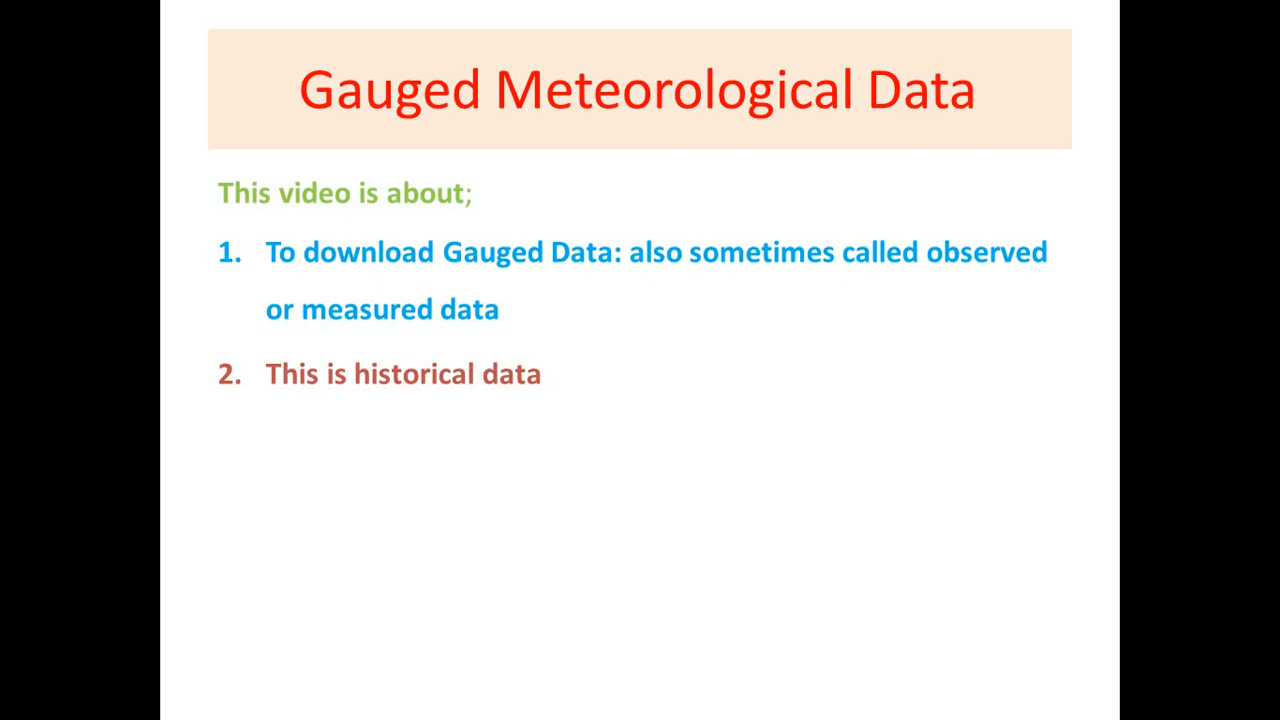 Gauged Meteorological Data
This video is about;
1. To download Gauged Data: also sometimes called observed
or measured data
2. This is historical data